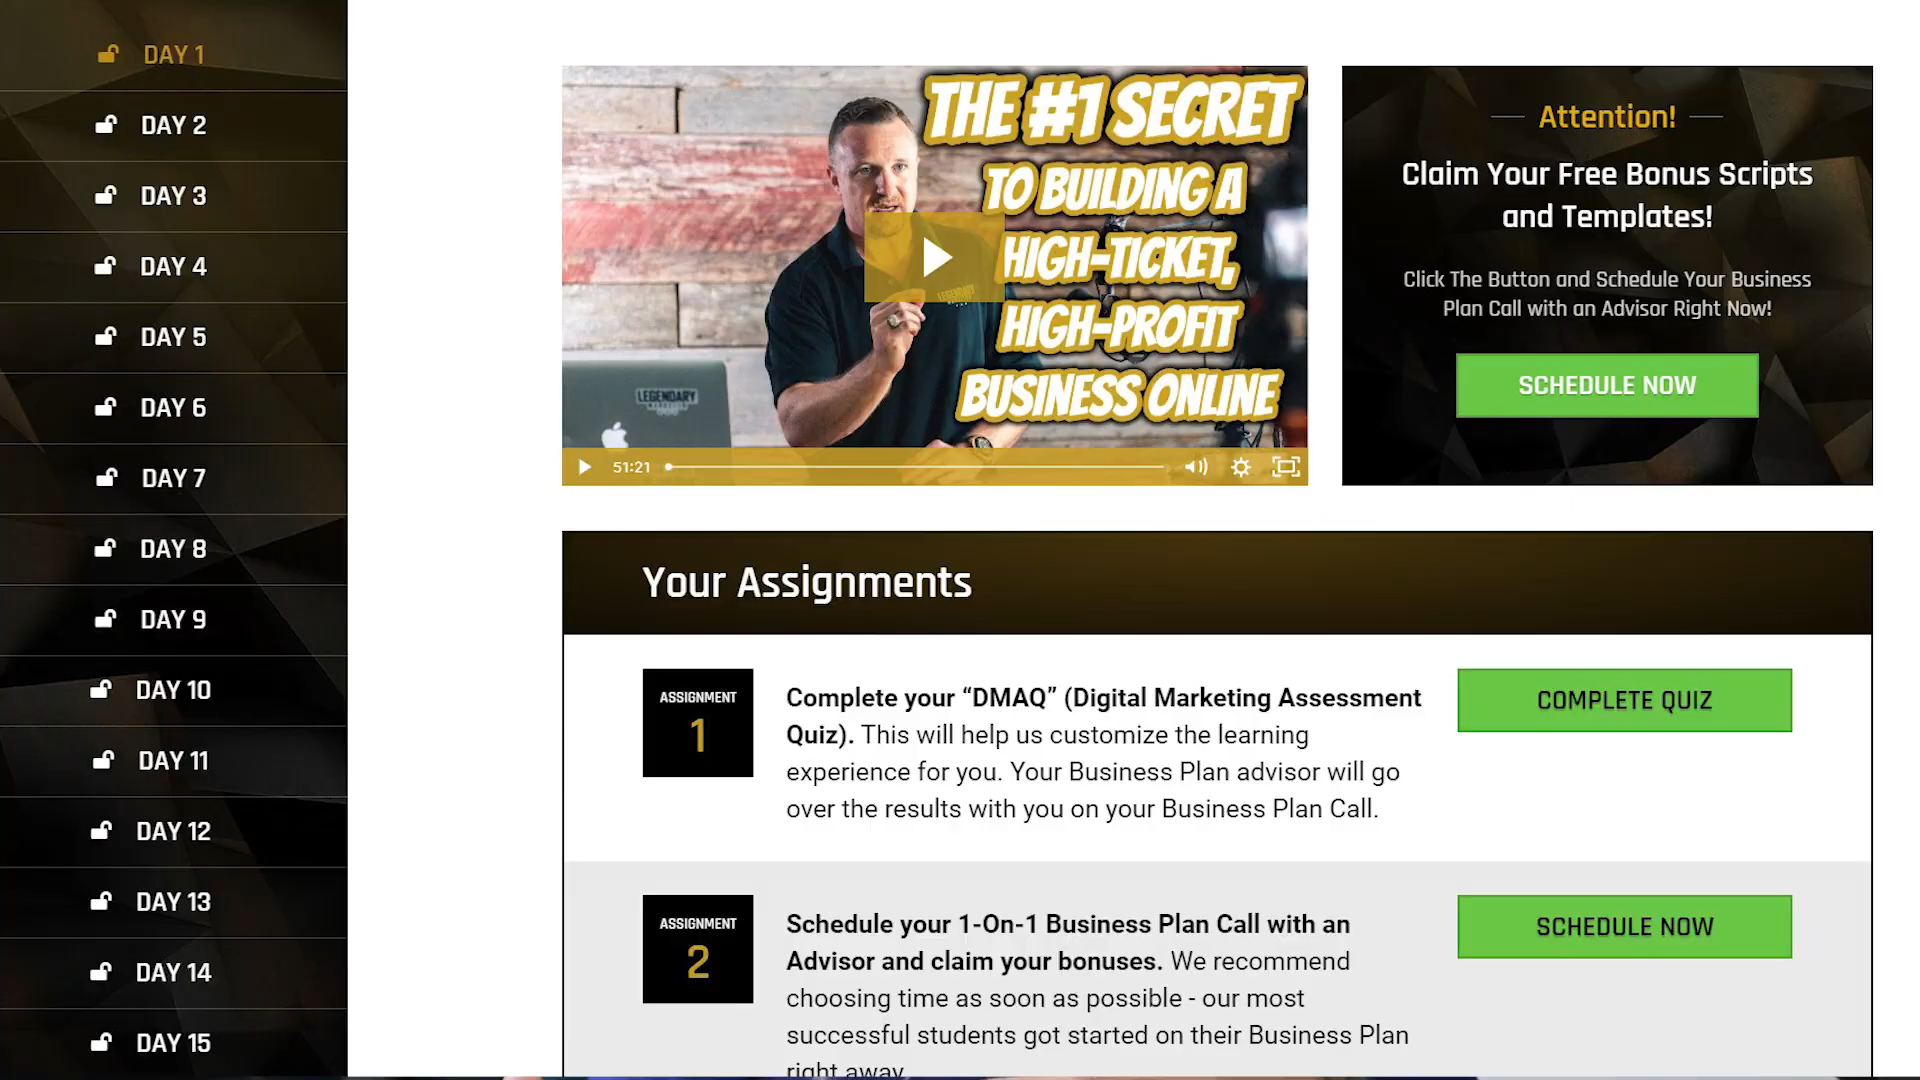 DAY 1
DAY 2
DAY 3
DAY 4
DAY 5
DAY 6
DAY 7
DAY 8
DAY 9
DAY 10
DAY 11
DAY 12
DAY 13
DAY 14
DAY 15
THE #1 SECRET
TO BUILDING A
HIGH-TICKET,
HIGH-PROFIT
BUSINESS ONLINE
LEGENDARY
LEGENDARY
51:21
Attention!
Claim Your Free Bonus Scripts
and Templates!
Click The Button and Schedule Your Business
Plan Call with an Advisor Right Now!
SCHEDULE NOW
Your Assignments
ASSIGNMENT
1
Complete your “DMAQ” (Digital Marketing Assessment
Quiz). This will help us customize the learning
experience for you. Your Business Plan advisor will go
over the results with you on your Business Plan Call.
COMPLETE QUIZ
ASSIGNMENT
2
Schedule your 1-On-1 Business Plan Call with an
Advisor and claim your bonuses. We recommend
choosing time as soon as possible - our most
successful students got started on their Business Plan
right away.
SCHEDULE NOW